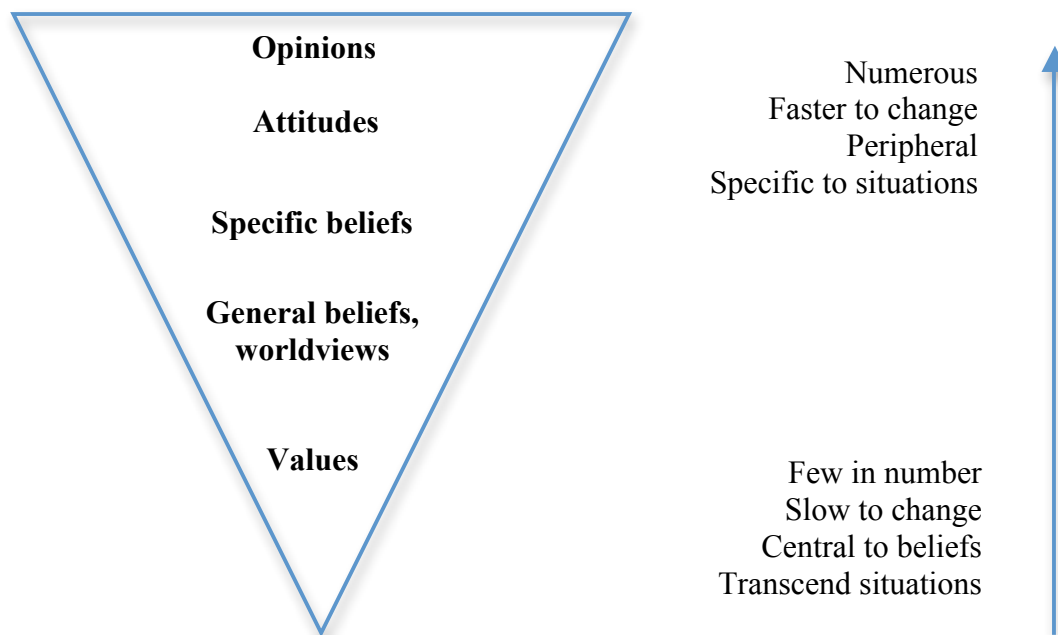 Opinions
Attitudes
Specific beliefs
General beliefs,
worldviews
Values
Numerous
Faster to change
Peripheral
Specific to situations
Few in number
Slow to change
Central to beliefs
Transcend situations